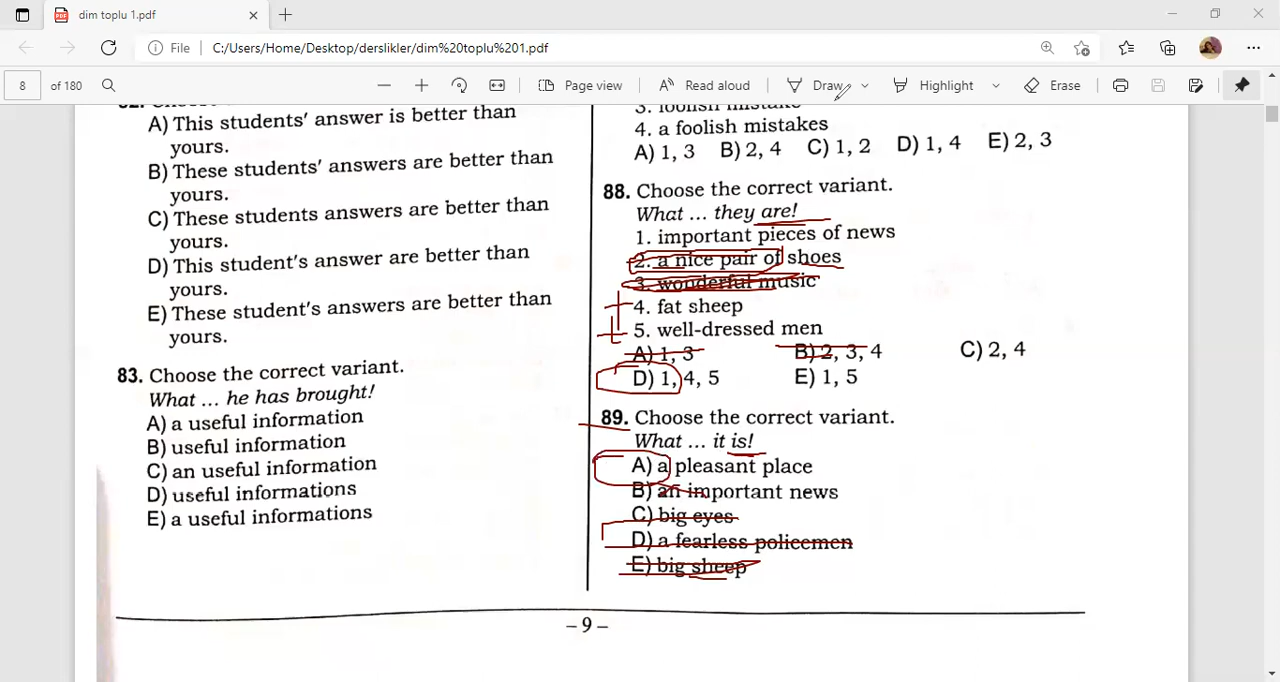 dim toplu 1.pdf
File
C:/Users/Home/Desktop/derslikler/dim%20toplu%201.pdf
8 of 180
Page view
Read aloud
Draw
Highlight
Erase
82.
A) This students' answer is better than
yours.
B) These students' answers are better than
yours.
C) These students answers are better than
yours.
D) This student's answer is better than
yours.
E) These student's answers are better than
yours.
83. Choose the correct variant.
What ... he has brought!
A) a useful information
B) useful information
C) an useful information
D) useful informations
E) a useful informations
3. foolish mistake
4. a foolish mistakes
A) 1, 3 B) 2, 4 C) 1, 2 D) 1, 4 E) 2, 3
88. Choose the correct variant.
What ... they are!
1. important pieces of news
2. a nice pair of shoes
3. wonderful music
4. fat sheep
5. well-dressed men
A) 1, 3 B) 2, 3, 4 C) 2, 4
D) 1, 4, 5 E) 1, 5
89. Choose the correct variant.
What ... it is!
A) a pleasant place
B) an important news
C) big eyes
D) a fearless policemen
E) big sheep
– 9 –